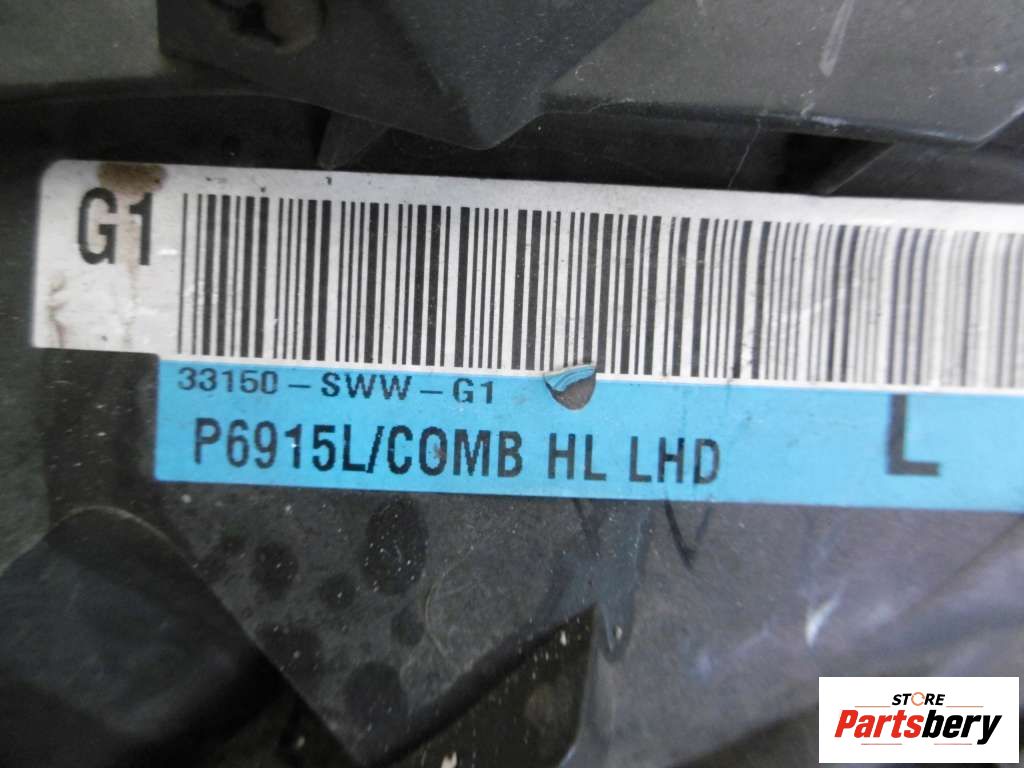 G1
33150-SWW-G1
P6915L/COMB HL LHD
L
STORE
Partsbery